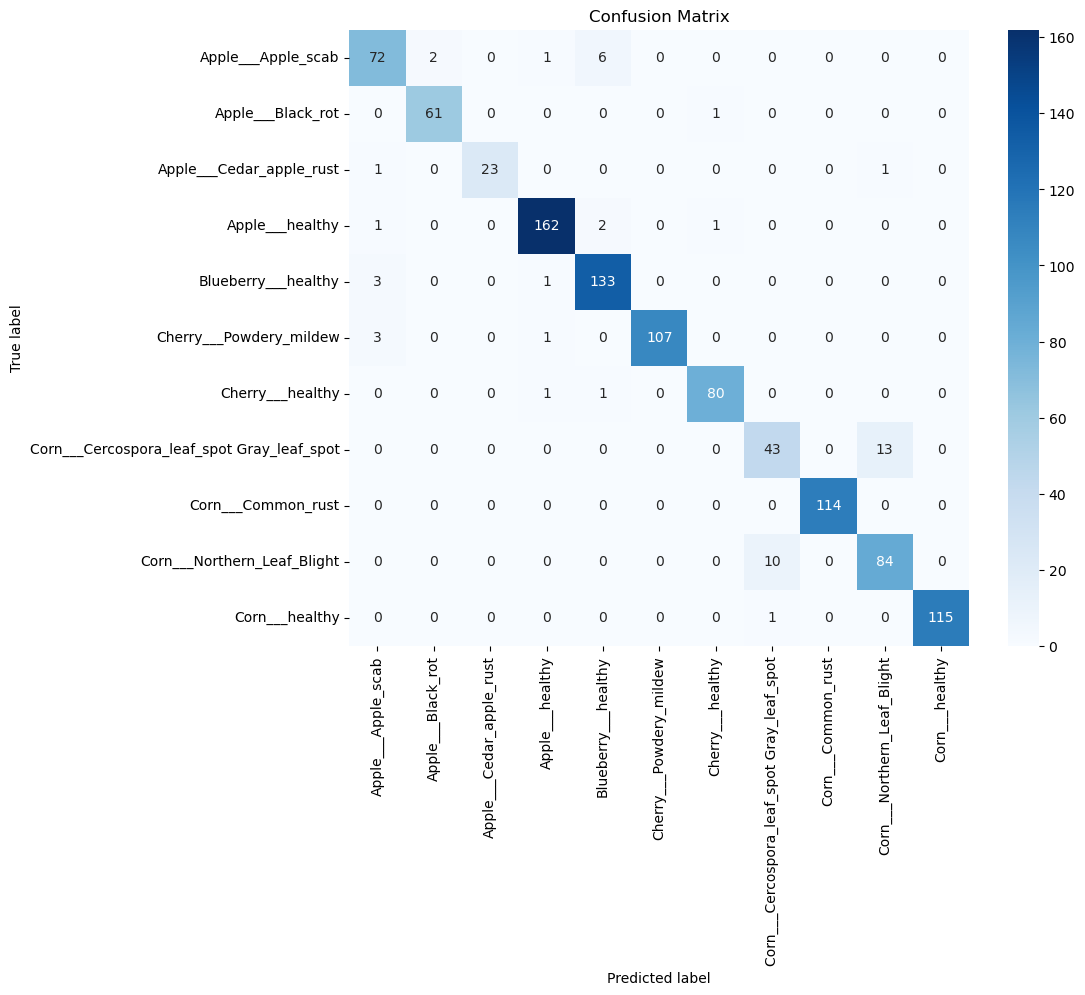 Confusion Matrix
True label
Apple___Apple_scab 72 2 0 1 6 0 0 0 0 0 0
Apple___Black_rot 0 61 0 0 0 0 1 0 0 0 0
Apple___Cedar_apple_rust 1 0 23 0 0 0 0 0 0 1 0
Apple___healthy 1 0 0 162 2 0 1 0 0 0 0
Blueberry___healthy 3 0 0 1 133 0 0 0 0 0 0
Cherry___Powdery_mildew 3 0 0 1 0 107 0 0 0 0 0
Cherry___healthy 0 0 0 1 1 0 80 0 0 0 0
Corn___Cercospora_leaf_spot Gray_leaf_spot 0 0 0 0 0 0 0 43 0 13 0
Corn___Common_rust 0 0 0 0 0 0 0 0 114 0 0
Corn___Northern_Leaf_Blight 0 0 0 0 0 0 0 10 0 84 0
Corn___healthy 0 0 0 0 0 0 0 1 0 0 115
Apple___Apple_scab
Apple___Black_rot
Apple___Cedar_apple_rust
Apple___healthy
Blueberry___healthy
Cherry___Powdery_mildew
Cherry___healthy
Corn___Cercospora_leaf_spot Gray_leaf_spot
Corn___Common_rust
Corn___Northern_Leaf_Blight
Corn___healthy
Predicted label
160
140
120
100
80
60
40
20
0